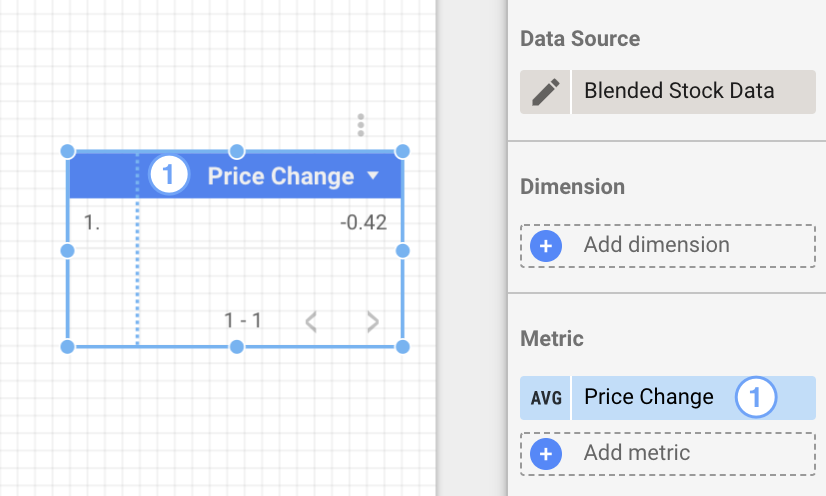 1 Price Change
1. -0.42
1 - 1
Data Source
Blended Stock Data
Dimension
+ Add dimension
Metric
AVG Price Change 1
+ Add metric